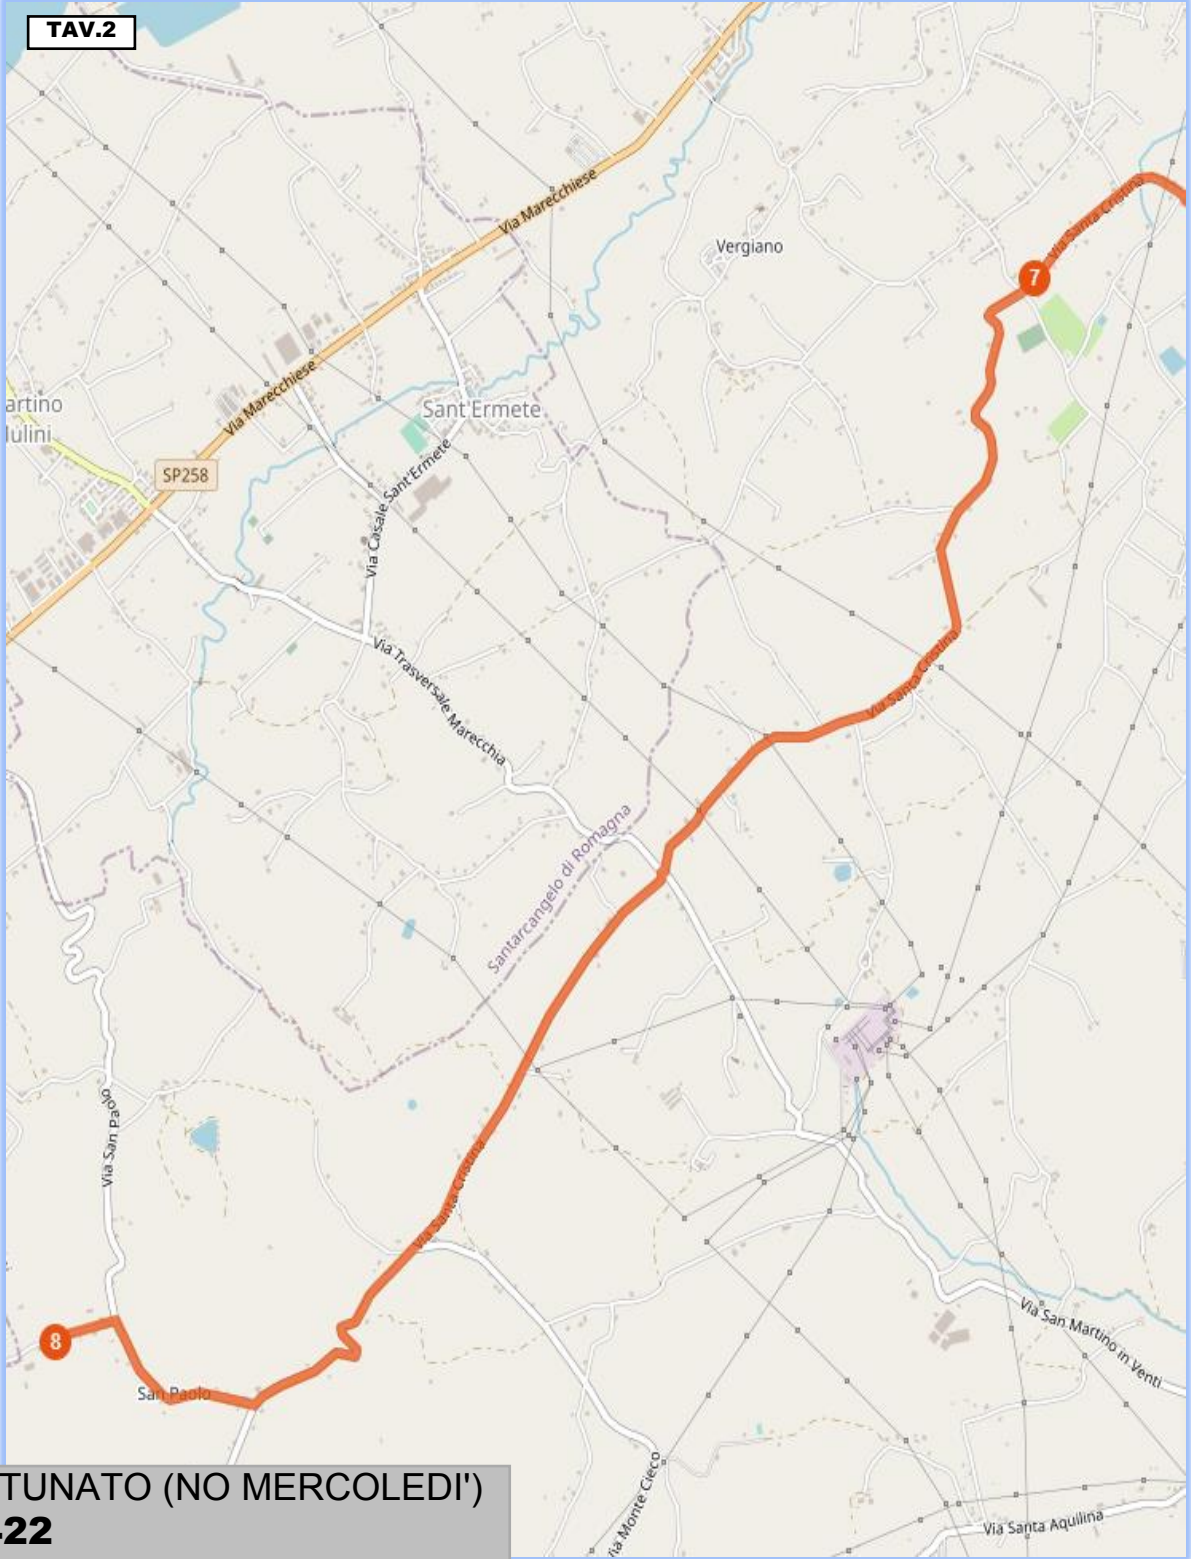 TAV.2
Via Marecchiese
Via Santa Cristina
Vergiano
7
Via Marecchiese
artino
ulini
Sant'Ermete
SP258
Via Casale Sant'Ermete
Via Trasversale Marecchia
Via Santa Cristina
Santarcangelo di Romagna
Via San Paolo
Via Santa Cristina
8
San Paolo
Via San Martino in Venti
Via Monte Cieco
Via Santa Aquilina
TUNATO (NO MERCOLEDI')
22